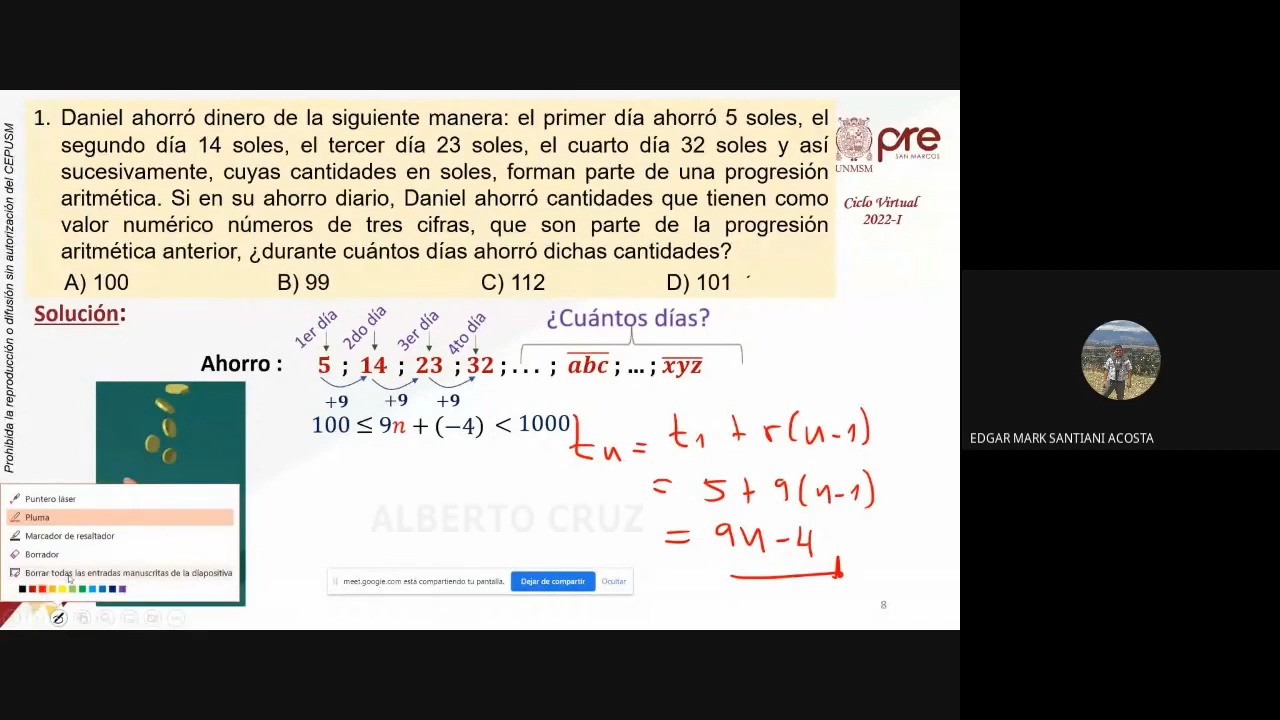 1. Daniel ahorró dinero de la siguiente manera: el primer día ahorró 5 soles, el
segundo día 14 soles, el tercer día 23 soles, el cuarto día 32 soles y así
sucesivamente, cuyas cantidades en soles, forman parte de una progresión
aritmética. Si en su ahorro diario, Daniel ahorró cantidades que tienen como
valor numérico números de tres cifras, que son parte de la progresión
aritmética anterior, ¿durante cuántos días ahorró dichas cantidades?
A) 100 B) 99 C) 112 D) 101
pre
SAN MARCOS
UNMSM
Ciclo Virtual
2022-I
Prohibida la reproducción o difusión sin autorización del CEPUSM
Solución:
1er día 2do día 3er día 4to día ¿Cuántos días?
Ahorro : 5 ; 14 ; 23 ; 32 ; . . . ; abc ; ... ; xyz
+9 +9 +9
100 ≤ 9n + (−4) < 1000
tn = t1 + r(n-1)
= 5 + 9(n-1)
= 9n - 4
ALBERTO CRUZ
Puntero láser
Pluma
Marcador de resaltador
Borrador
Borrar todas las entradas manuscritas de la diapositiva
meet.google.com está compartiendo tu pantalla. Dejar de compartir Ocultar
8
EDGAR MARK SANTIANI ACOSTA